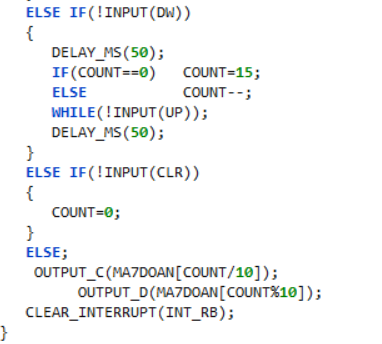 ELSE IF(!INPUT(DW))
{
DELAY_MS(50);
IF(COUNT==0) COUNT=15;
ELSE COUNT--;
WHILE(!INPUT(UP));
DELAY_MS(50);
}
ELSE IF(!INPUT(CLR))
{
COUNT=0;
}
ELSE;
OUTPUT_C(MA7DOAN[COUNT/10]);
OUTPUT_D(MA7DOAN[COUNT%10]);
CLEAR_INTERRUPT(INT_RB);
}